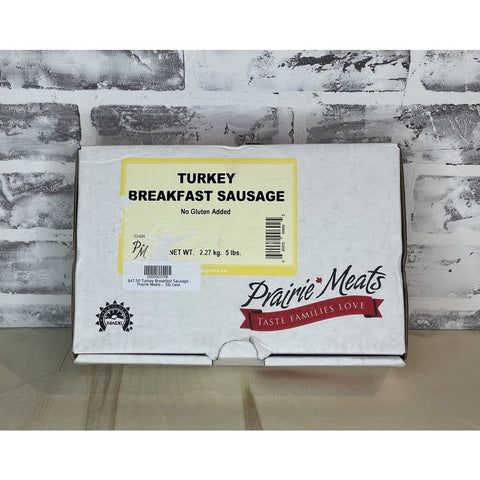 TURKEY
BREAKFAST SAUSAGE
No Gluten Added
PM
NET WT. 2.27 kg. 5 lbs.
$47.50 Turkey Breakfast Sausage -
Prairie Meats - 5lb case
MADE
Prairie Meats
TASTE FAMILIES LOVE